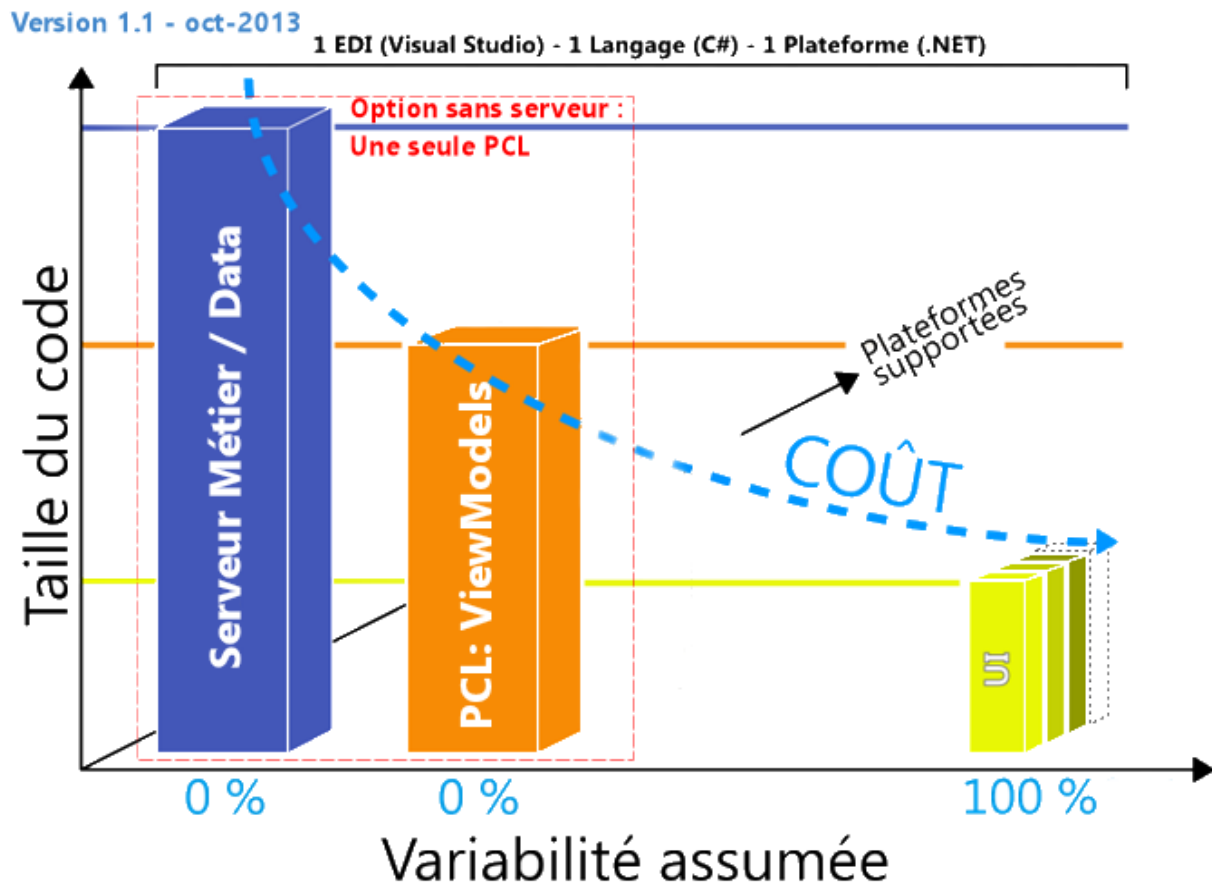 Version 1.1 - oct-2013
1 EDI (Visual Studio) - 1 Langage (C#) - 1 Plateforme (.NET)
Option sans serveur :
Une seule PCL
Taille du code
Serveur Métier / Data
PCL: ViewModels
Plateformes
supportées
COÛT
UI
0 %
0 %
100 %
Variabilité assumée